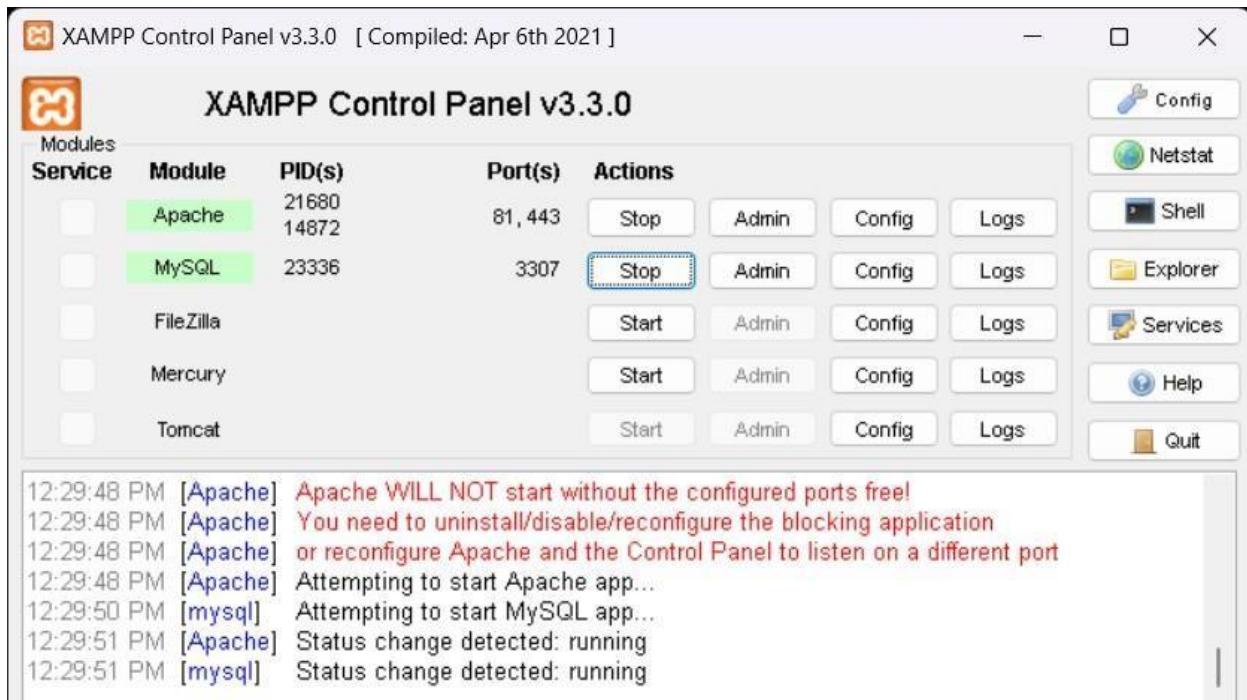 XAMPP Control Panel v3.3.0 [ Compiled: Apr 6th 2021 ]
XAMPP Control Panel v3.3.0
Config
Modules
Service Module PID(s) Port(s) Actions
Netstat
Apache 21680 14872 81, 443 Stop Admin Config Logs
Shell
MySQL 23336 3307 Stop Admin Config Logs
Explorer
FileZilla Start Admin Config Logs
Services
Mercury Start Admin Config Logs
Help
Tomcat Start Admin Config Logs
Quit
12:29:48 PM [Apache] Apache WILL NOT start without the configured ports free!
12:29:48 PM [Apache] You need to uninstall/disable/reconfigure the blocking application
12:29:48 PM [Apache] or reconfigure Apache and the Control Panel to listen on a different port
12:29:48 PM [Apache] Attempting to start Apache app...
12:29:50 PM [mysql] Attempting to start MySQL app...
12:29:51 PM [Apache] Status change detected: running
12:29:51 PM [mysql] Status change detected: running